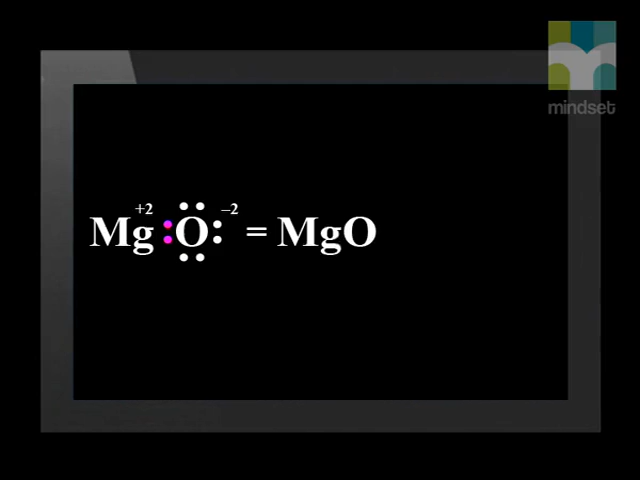 mindset
Mg +2 :O: –2 = MgO